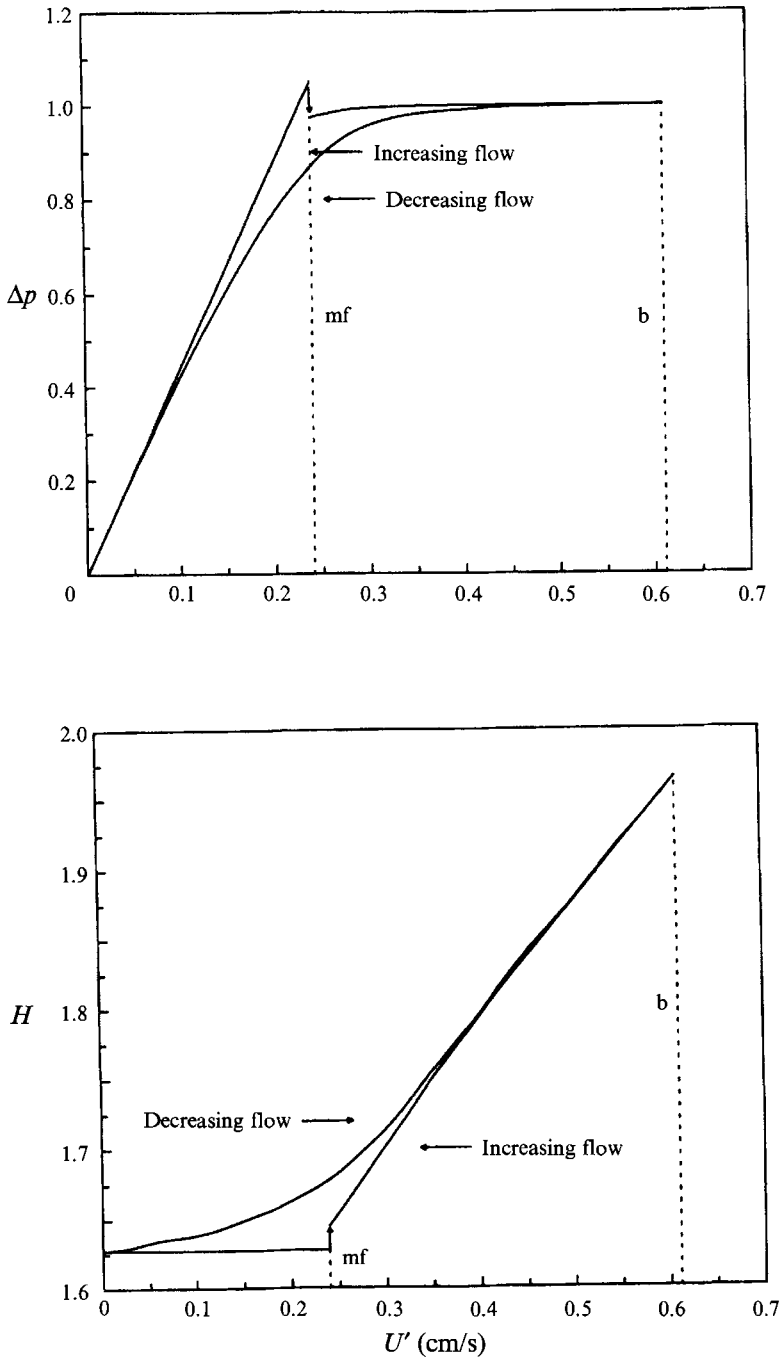 1.2
1.0
Increasing flow
0.8
Decreasing flow
Δp
0.6
mf
b
0.4
0.2
0
0.1
0.2
0.3
0.4
0.5
0.6
0.7
2.0
1.9
H
1.8
b
Decreasing flow
1.7
Increasing flow
mf
1.6
0
0.1
0.2
0.3
0.4
0.5
0.6
0.7
U′ (cm/s)